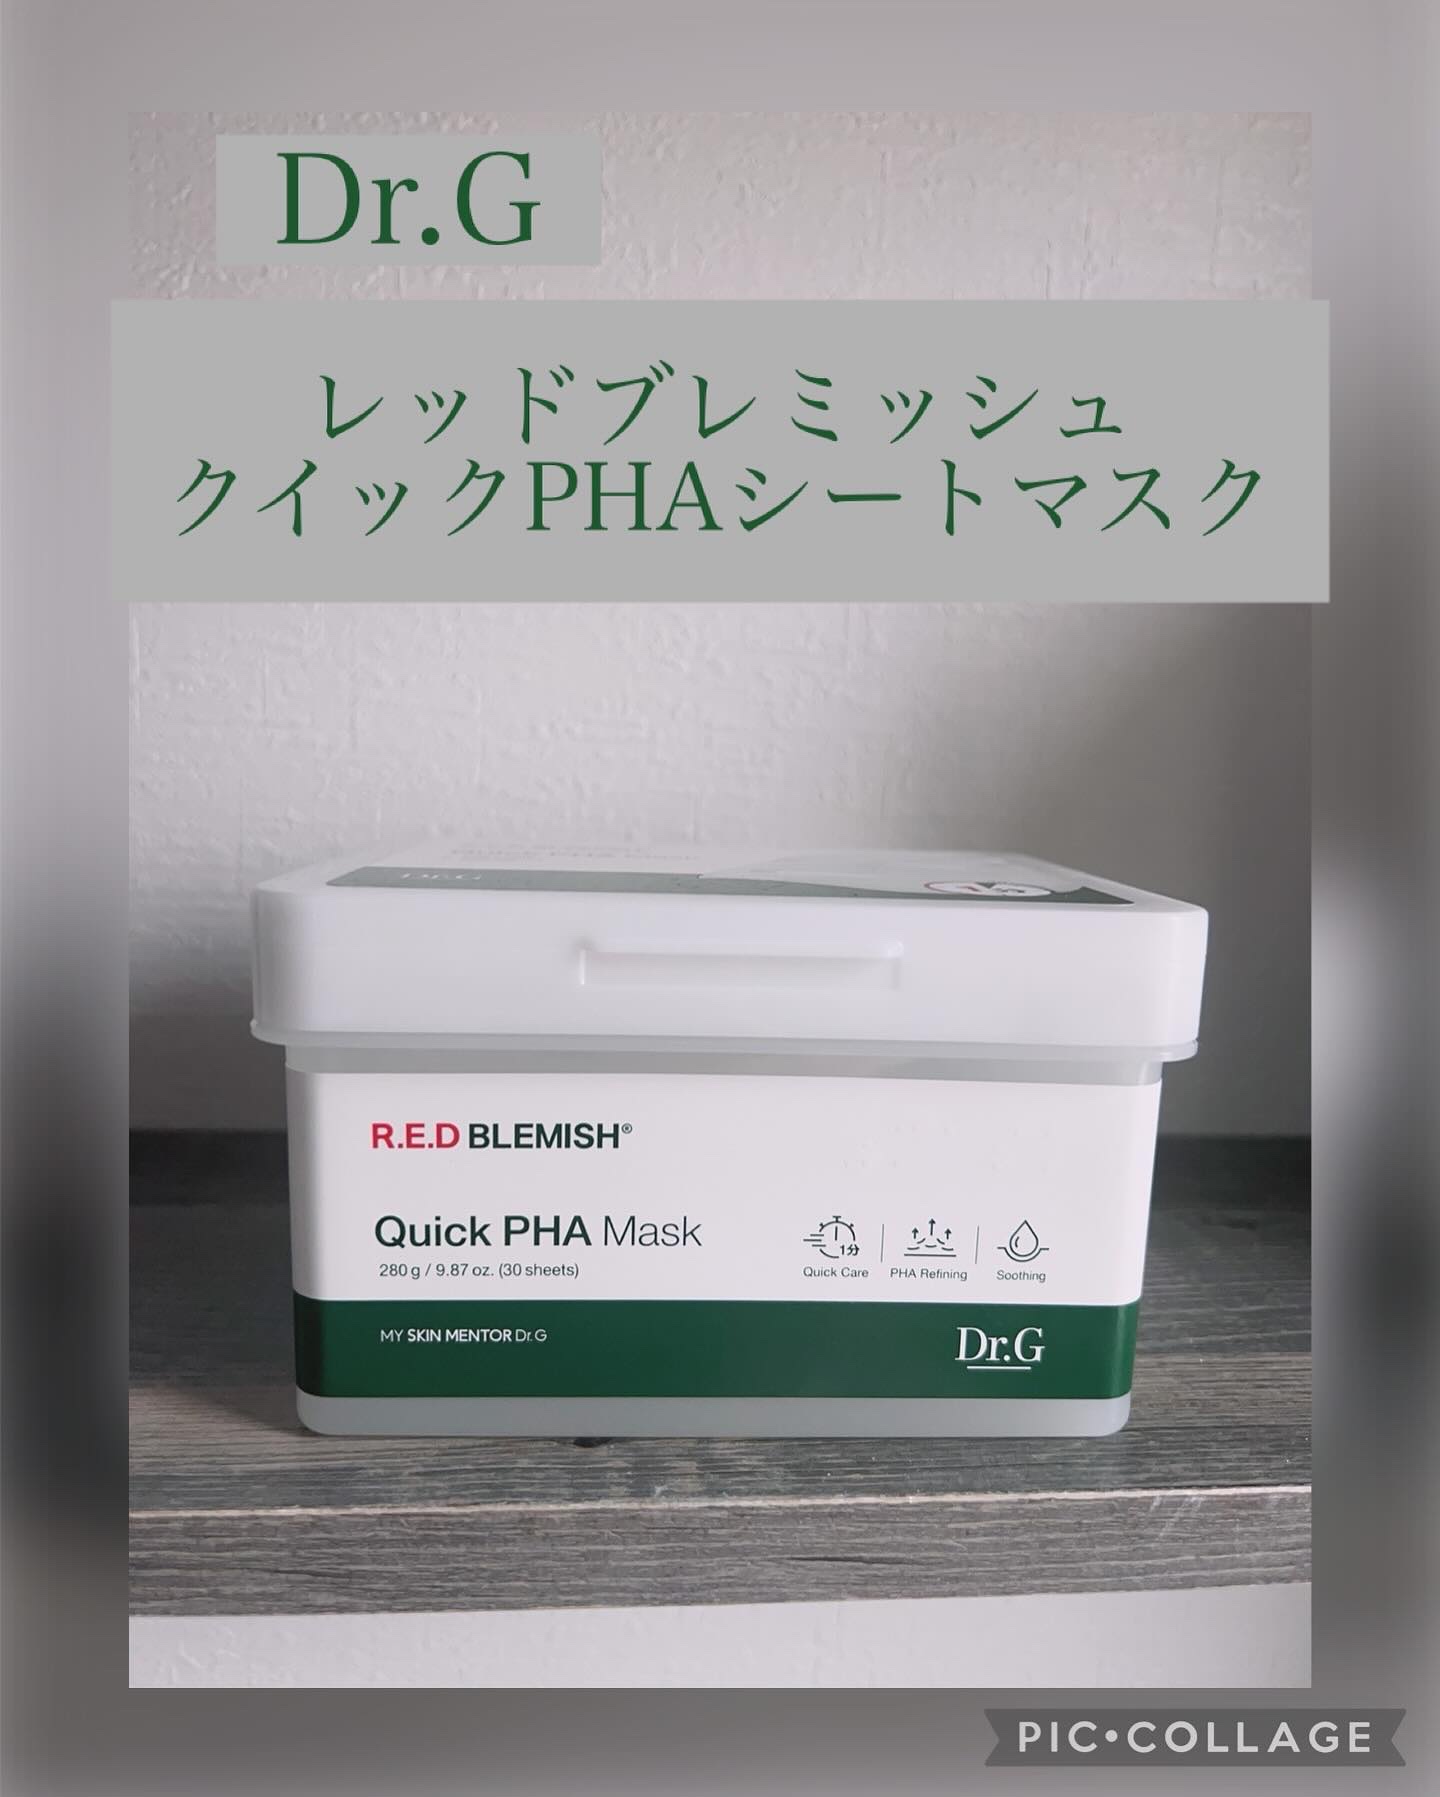 Dr.G
レッドブレミッシュ
クイックPHAシートマスク
Dr.G
R.E.D BLEMISH®
Quick PHA Mask
280 g / 9.87 oz. (30 sheets)
1分
Quick Care
PHA Refining
Soothing
MY SKIN MENTOR Dr.G
Dr.G
PIC•COLLAGE